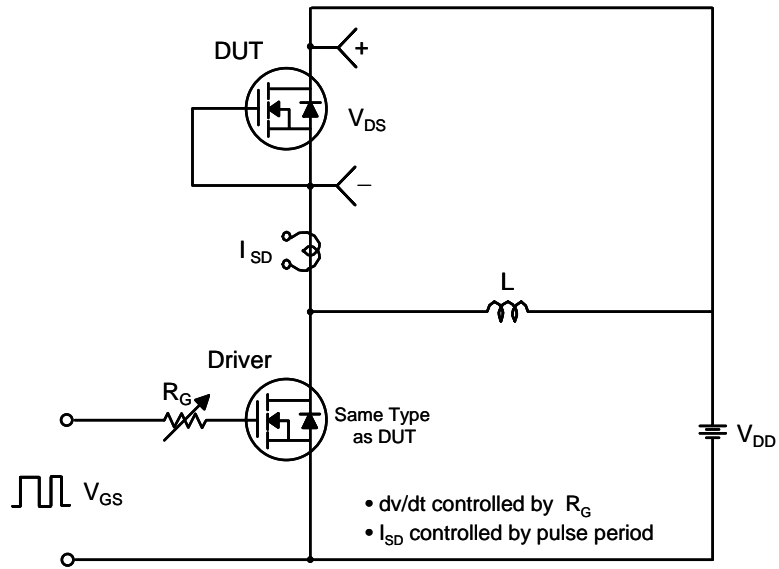 DUT
+
V_DS
–
I_SD
L
Driver
R_G
Same Type
as DUT
V_DD
V_GS
• dv/dt controlled by R_G
• I_SD controlled by pulse period